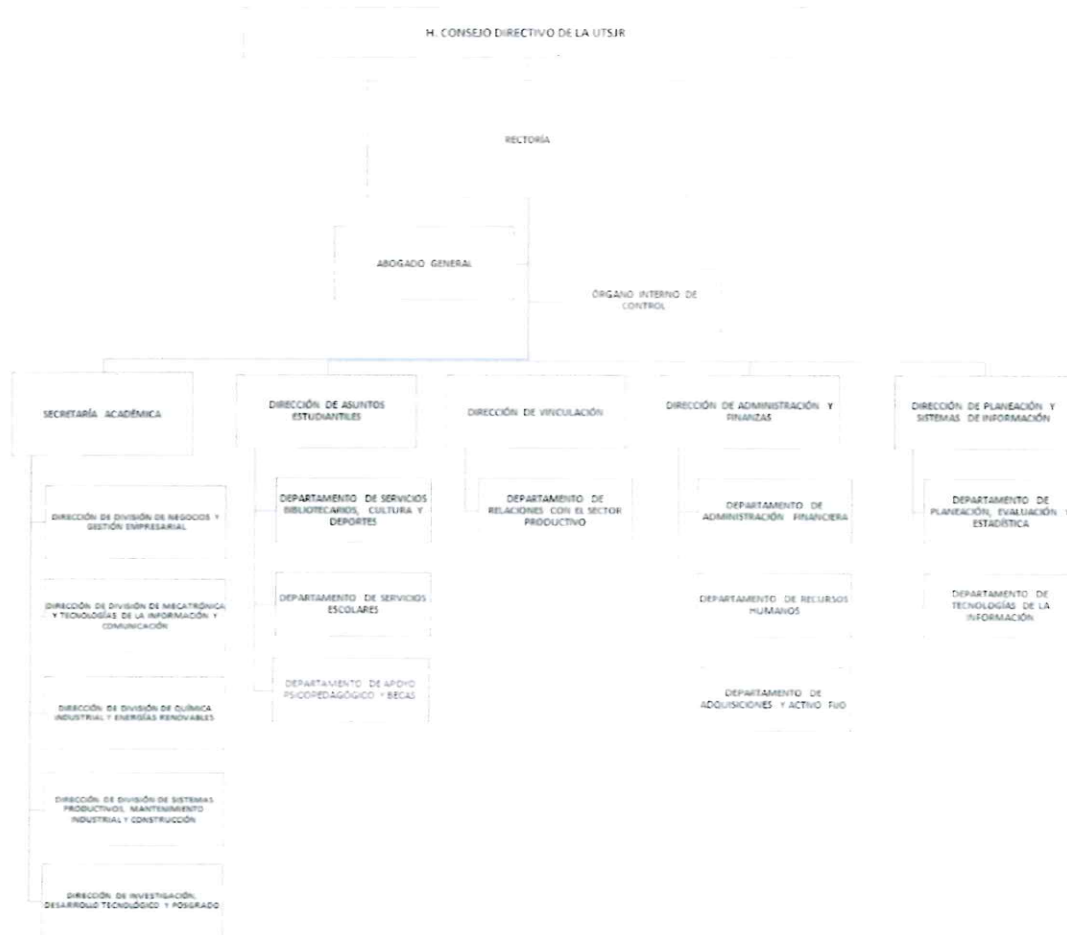 H. CONSEJO DIRECTIVO DE LA UTSJR
RECTORÍA
ABOGADO GENERAL
ÓRGANO INTERNO DE
CONTROL
SECRETARÍA ACADÉMICA
DIRECCIÓN DE DIVISIÓN DE NEGOCIOS Y
GESTIÓN EMPRESARIAL
DIRECCIÓN DE DIVISIÓN DE MECATRÓNICA
Y TECNOLOGÍAS DE LA INFORMACIÓN Y
COMUNICACIÓN
DIRECCIÓN DE DIVISIÓN DE QUÍMICA
INDUSTRIAL Y ENERGÍAS RENOVABLES
DIRECCIÓN DE DIVISIÓN DE SISTEMAS
PRODUCTIVOS, MANTENIMIENTO
INDUSTRIAL Y CONSTRUCCIÓN
DIRECCIÓN DE INVESTIGACIÓN,
DESARROLLO TECNOLÓGICO Y POSGRADO
DIRECCIÓN DE ASUNTOS
ESTUDIANTILES
DEPARTAMENTO DE SERVICIOS
BIBLIOTECARIOS, CULTURA Y
DEPORTES
DEPARTAMENTO DE SERVICIOS
ESCOLARES
DEPARTAMENTO DE APOYO
PSICOPEDAGÓGICO Y BECAS
DIRECCIÓN DE VINCULACIÓN
DEPARTAMENTO DE
RELACIONES CON EL SECTOR
PRODUCTIVO
DIRECCIÓN DE ADMINISTRACIÓN Y
FINANZAS
DEPARTAMENTO DE
ADMINISTRACIÓN FINANCIERA
DEPARTAMENTO DE RECURSOS
HUMANOS
DEPARTAMENTO DE
ADQUISICIONES Y ACTIVO FIJO
DIRECCIÓN DE PLANEACIÓN Y
SISTEMAS DE INFORMACIÓN
DEPARTAMENTO DE
PLANEACIÓN, EVALUACIÓN Y
ESTADÍSTICA
DEPARTAMENTO DE
TECNOLOGÍAS DE LA
INFORMACIÓN